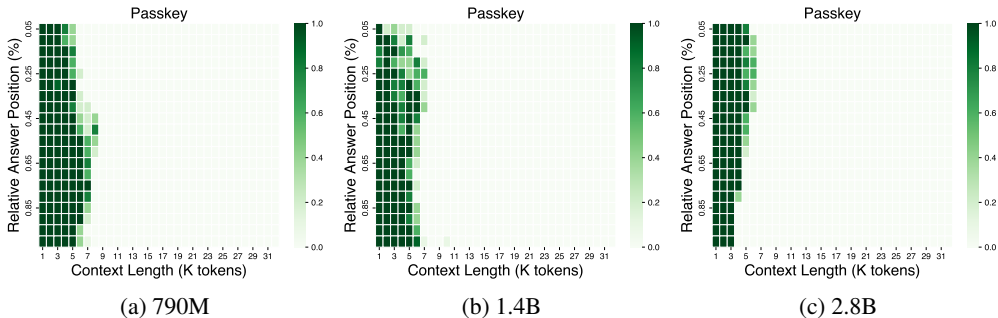 Passkey
Relative Answer Position (%)
0.05
0.25
0.45
0.65
0.85
1 3 5 7 9 11 13 15 17 19 21 23 25 27 29 31
Context Length (K tokens)
1.0
0.8
0.6
0.4
0.2
0.0
(a) 790M
Passkey
Relative Answer Position (%)
0.05
0.25
0.45
0.65
0.85
1 3 5 7 9 11 13 15 17 19 21 23 25 27 29 31
Context Length (K tokens)
1.0
0.8
0.6
0.4
0.2
0.0
(b) 1.4B
Passkey
Relative Answer Position (%)
0.05
0.25
0.45
0.65
0.85
1 3 5 7 9 11 13 15 17 19 21 23 25 27 29 31
Context Length (K tokens)
1.0
0.8
0.6
0.4
0.2
0.0
(c) 2.8B